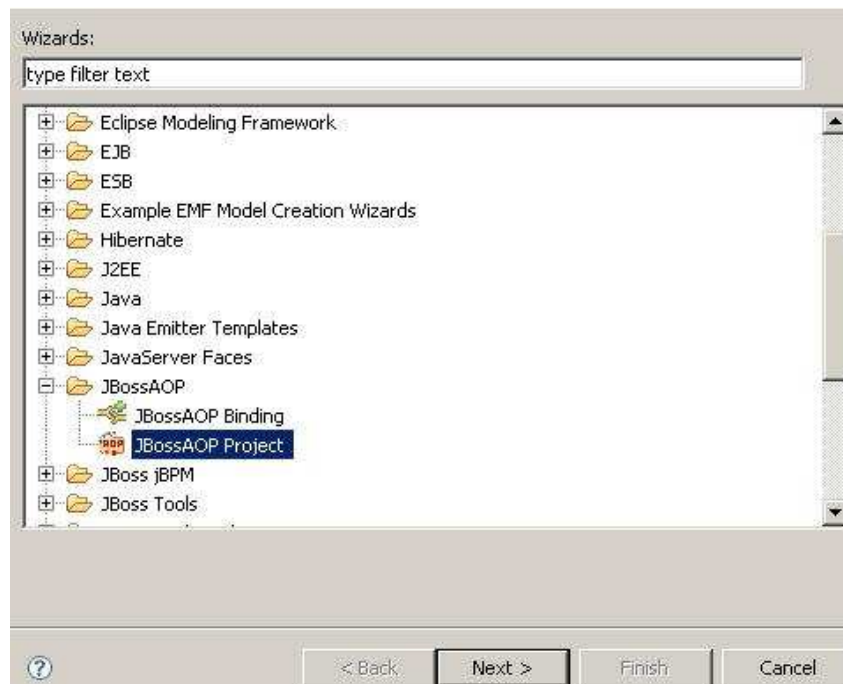 Wizards:
type filter text
Eclipse Modeling Framework
EJB
ESB
Example EMF Model Creation Wizards
Hibernate
J2EE
Java
Java Emitter Templates
JavaServer Faces
JBossAOP
JBossAOP Binding
JBossAOP Project
JBoss jBPM
JBoss Tools
< Back
Next >
Finish
Cancel